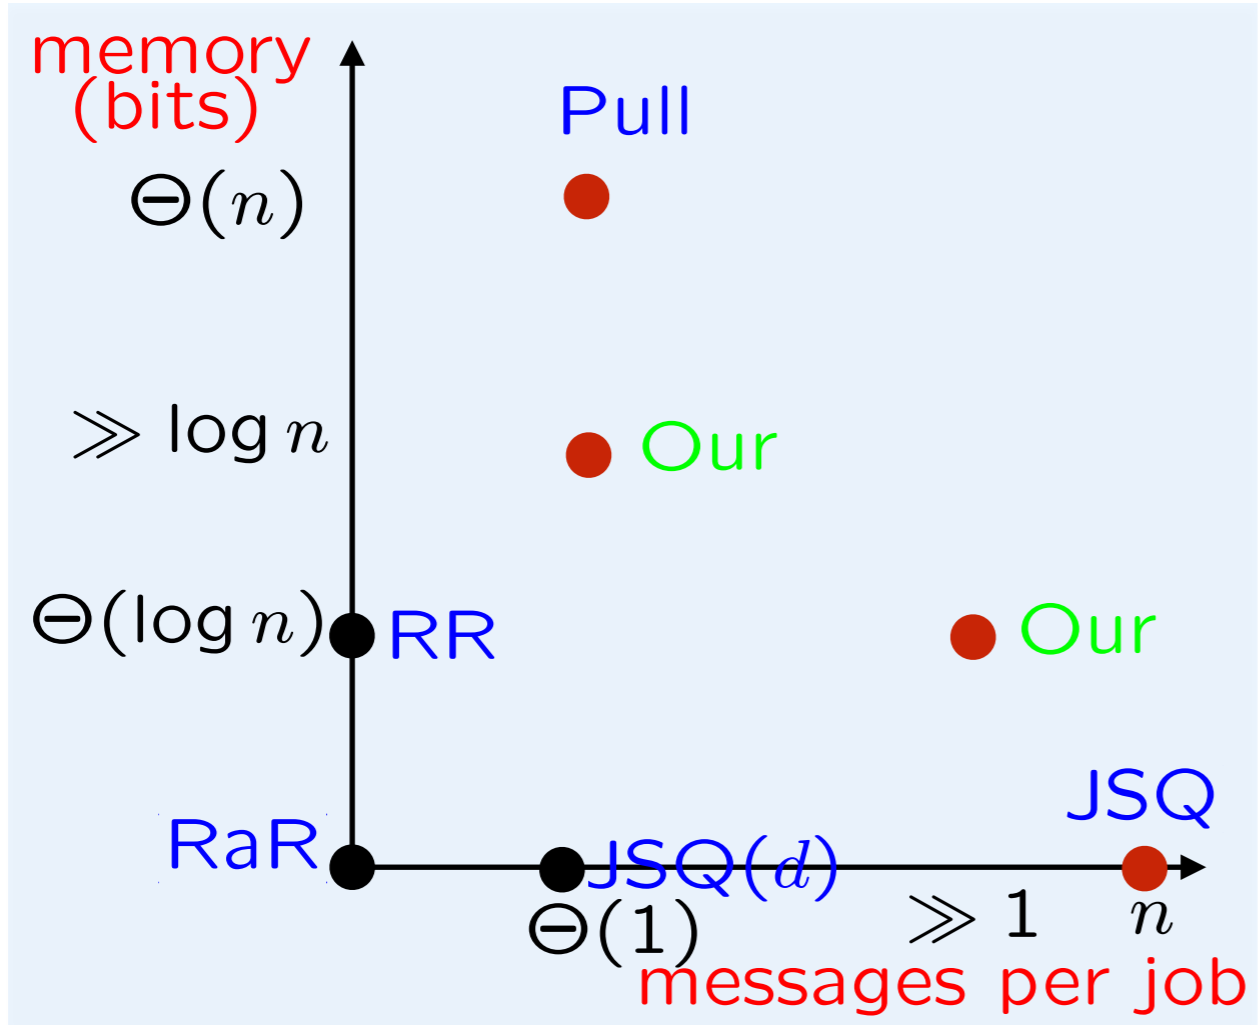 memory
(bits)
Pull
Θ(n)
≫ log n
Our
Θ(log n)
RR
Our
JSQ
RaR
JSQ(d)
Θ(1)
≫ 1
n
messages per job